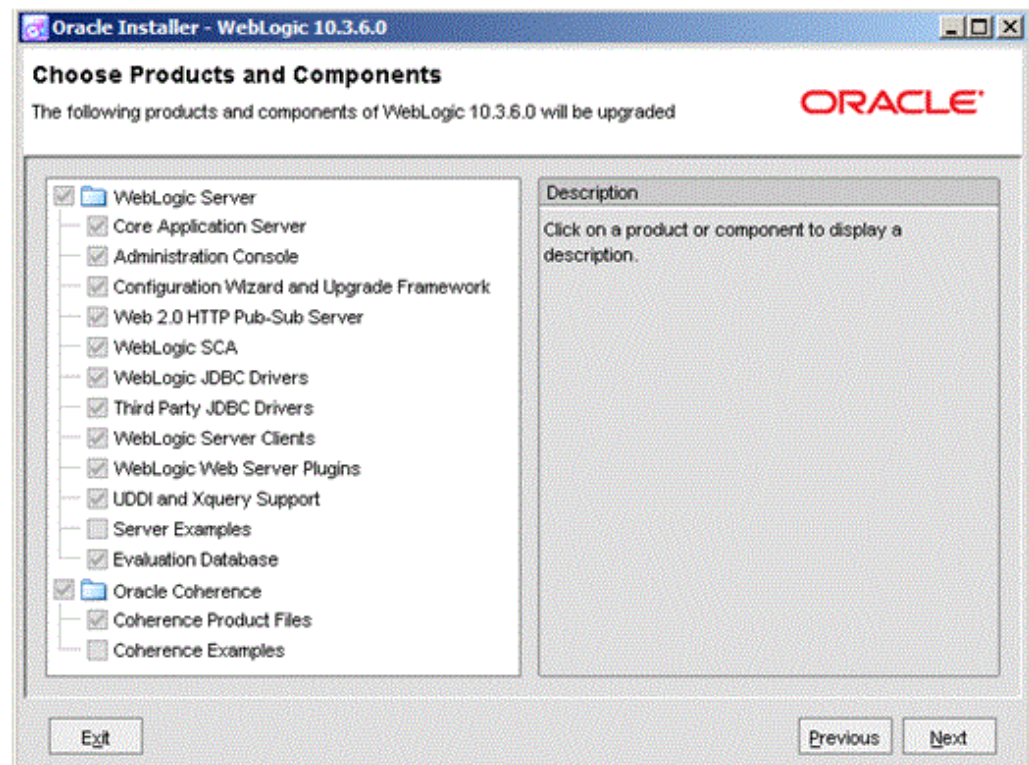 Oracle Installer - WebLogic 10.3.6.0
Choose Products and Components
The following products and components of WebLogic 10.3.6.0 will be upgraded
ORACLE
WebLogic Server
Core Application Server
Administration Console
Configuration Wizard and Upgrade Framework
Web 2.0 HTTP Pub-Sub Server
WebLogic SCA
WebLogic JDBC Drivers
Third Party JDBC Drivers
WebLogic Server Clients
WebLogic Web Server Plugins
UDDI and Xquery Support
Server Examples
Evaluation Database
Oracle Coherence
Coherence Product Files
Coherence Examples
Description
Click on a product or component to display a
description.
Exit
Previous
Next